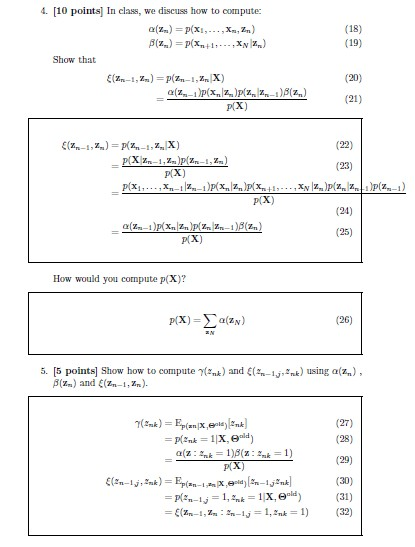 4. [10 points] In class, we discuss how to compute:
α(z_n) = p(x_1, . . . , x_n, z_n) (18)
β(z_n) = p(x_{n+1}, . . . , x_N|z_n) (19)
Show that
ξ(z_{n−1}, z_n) = p(z_{n−1}, z_n|X) (20)
= α(z_{n−1})p(x_n|z_n)p(z_n|z_{n−1})β(z_n) / p(X) (21)
ξ(z_{n−1}, z_n) = p(z_{n−1}, z_n|X) (22)
= p(X|z_{n−1}, z_n)p(z_{n−1}, z_n) / p(X) (23)
= p(x_1, . . . , x_{n−1}|z_{n−1})p(x_n|z_n)p(x_{n+1}, . . . , x_N|z_n)p(z_n|z_{n−1})p(z_{n−1}) / p(X)
(24)
= α(z_{n−1})p(x_n|z_n)p(z_n|z_{n−1})β(z_n) / p(X) (25)
How would you compute p(X)?
p(X) = ∑_{z_N} α(z_N) (26)
5. [5 points] Show how to compute γ(z_{nk}) and ξ(z_{n−1,j}, z_{nk}) using α(z_n) ,
β(z_n) and ξ(z_{n−1}, z_n).
γ(z_{nk}) = E_{p(z_n|X,Θ^{old})}[z_{nk}] (27)
= p(z_{nk} = 1|X, Θ^{old}) (28)
= α(z : z_{nk} = 1)β(z : z_{nk} = 1) / p(X) (29)
ξ(z_{n−1,j}, z_{nk}) = E_{p(z_{n−1},z_n|X,Θ^{old})}[z_{n−1,j}z_{nk}] (30)
= p(z_{n−1,j} = 1, z_{nk} = 1|X, Θ^{old}) (31)
= ξ(z_{n−1}, z_n : z_{n−1,j} = 1, z_{nk} = 1) (32)